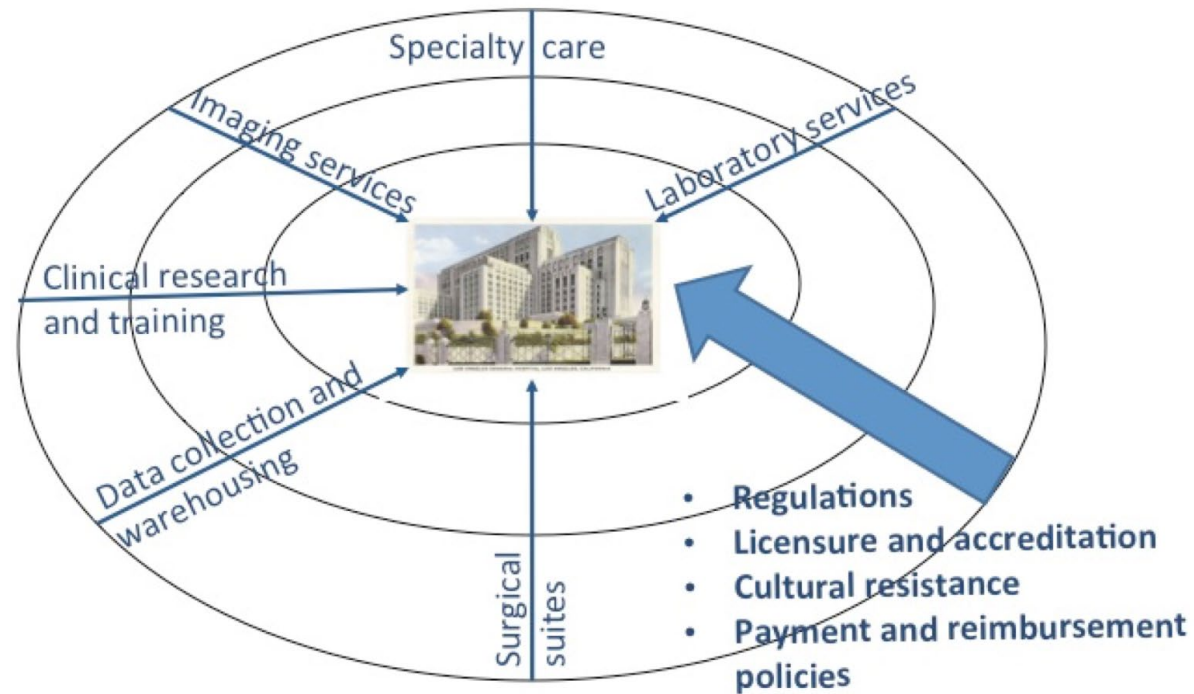 Specialty care
Imaging services
Laboratory services
Clinical research
and training
Data collection and
warehousing
Surgical
suites
• Regulations
• Licensure and accreditation
• Cultural resistance
• Payment and reimbursement
policies